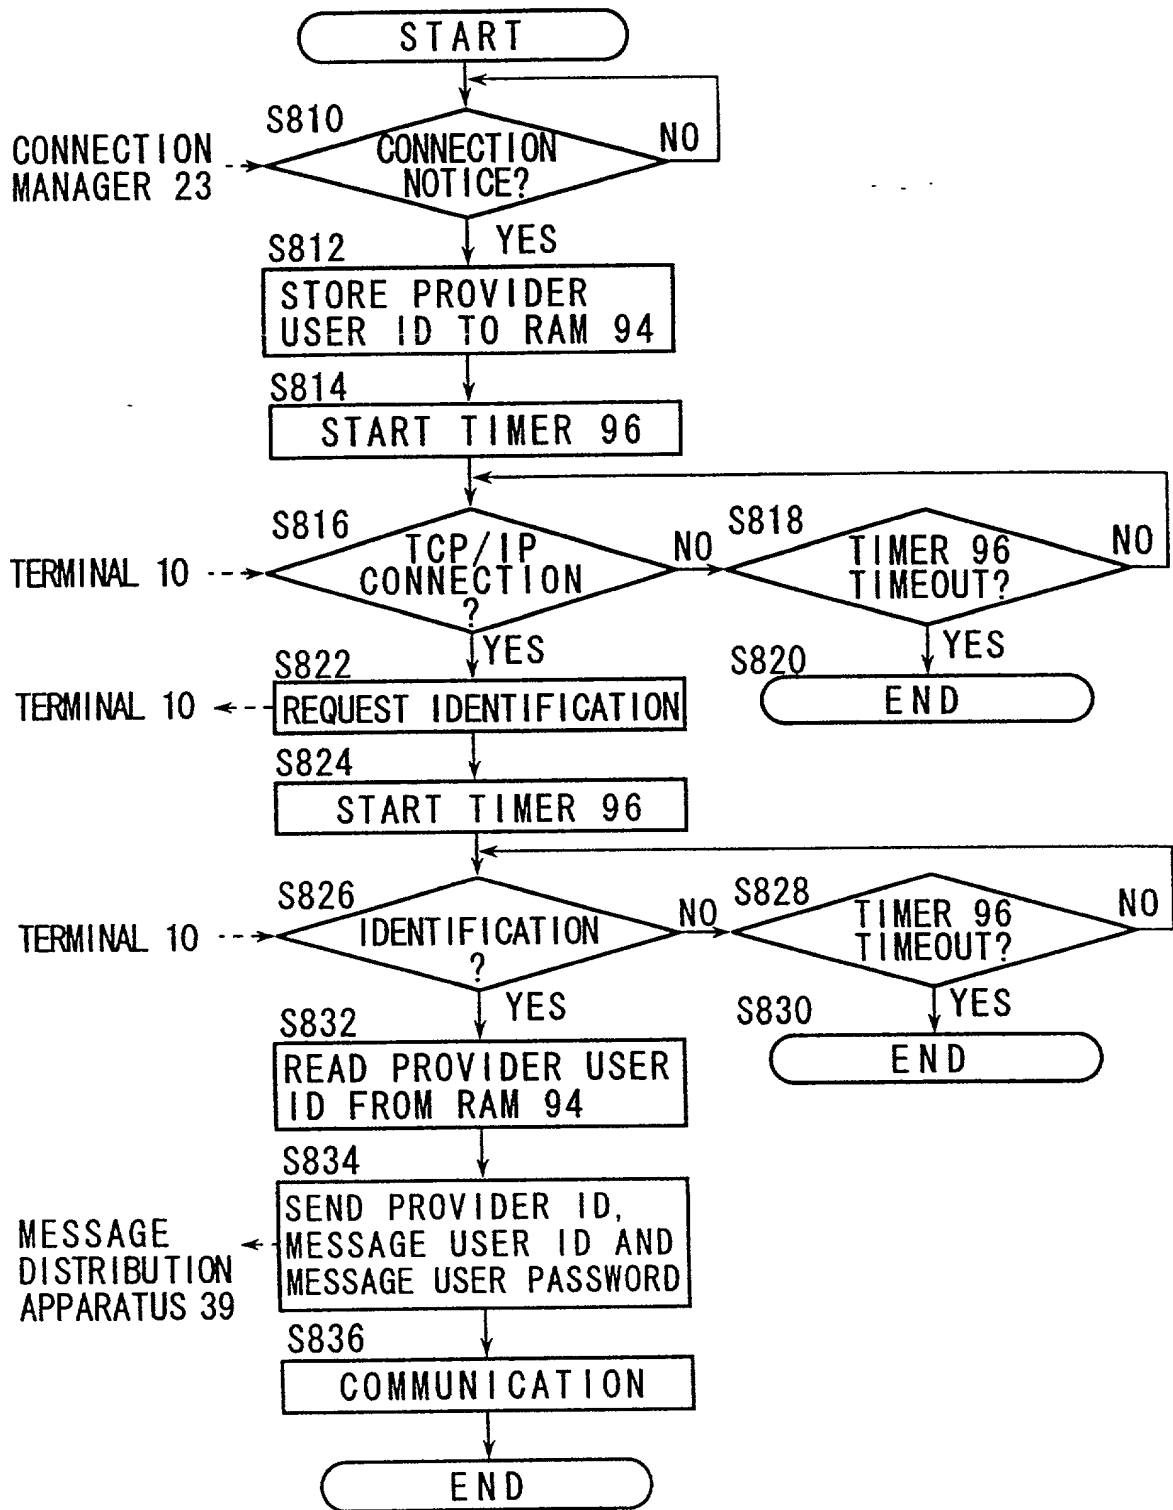 START
S810
CONNECTION
MANAGER 23
CONNECTION
NOTICE?
NO
YES
S812
STORE PROVIDER
USER ID TO RAM 94
S814
START TIMER 96
S816
TERMINAL 10
TCP/IP
CONNECTION
?
NO
S818
TIMER 96
TIMEOUT?
NO
YES
YES
S820
END
S822
TERMINAL 10
REQUEST IDENTIFICATION
S824
START TIMER 96
S826
TERMINAL 10
IDENTIFICATION
?
NO
S828
TIMER 96
TIMEOUT?
NO
YES
YES
S830
END
S832
READ PROVIDER USER
ID FROM RAM 94
S834
SEND PROVIDER ID,
MESSAGE USER ID AND
MESSAGE USER PASSWORD
MESSAGE
DISTRIBUTION
APPARATUS 39
S836
COMMUNICATION
END